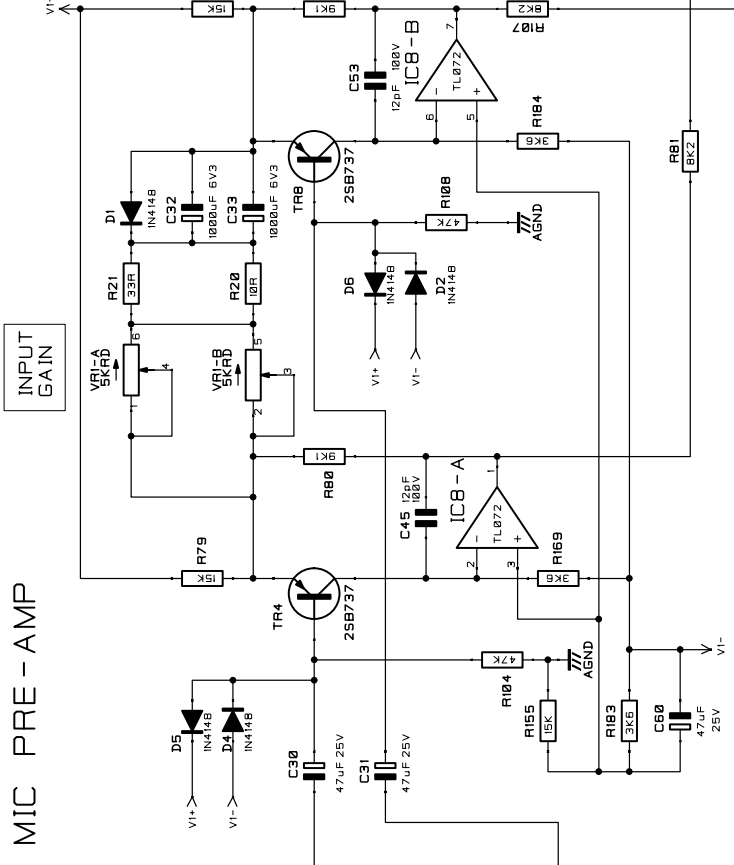 V1-
15K
9K1
R107
8K2
7
IC8-B
TL072
C53
12pF 100V
6
5
R184
3K6
R81
8K2
TR8
2SB737
D1
1N4148
C32
1000uF 6V3
C33
1000uF 6V3
R108
47K
AGND
R21
33R
R20
10R
D6
1N4148
D2
1N4148
V1+
V1-
INPUT
GAIN
VR1-A
5KRD
6
4
1
VR1-B
5KRD
5
3
2
R80
9K1
C45
12pF
100V
IC8-A
TL072
1
2
3
R79
15K
TR4
2SB737
R169
3K6
MIC PRE-AMP
D5
1N4148
D4
1N4148
V1+
V1-
R104
47K
AGND
R155
15K
R183
3K6
C60
47uF
25V
V1-
C30
47uF 25V
C31
47uF 25V